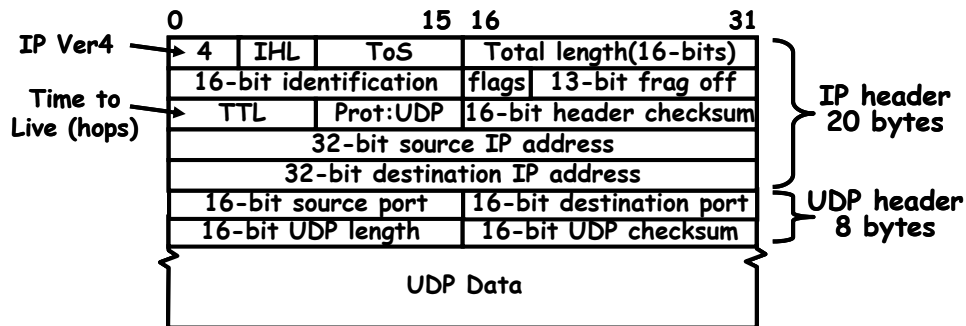 0 15 16 31
IP Ver4
4 IHL ToS Total length(16-bits)
16-bit identification flags 13-bit frag off
Time to
Live (hops)
TTL Prot:UDP 16-bit header checksum
IP header
20 bytes
32-bit source IP address
32-bit destination IP address
16-bit source port 16-bit destination port
16-bit UDP length 16-bit UDP checksum
UDP header
8 bytes
UDP Data